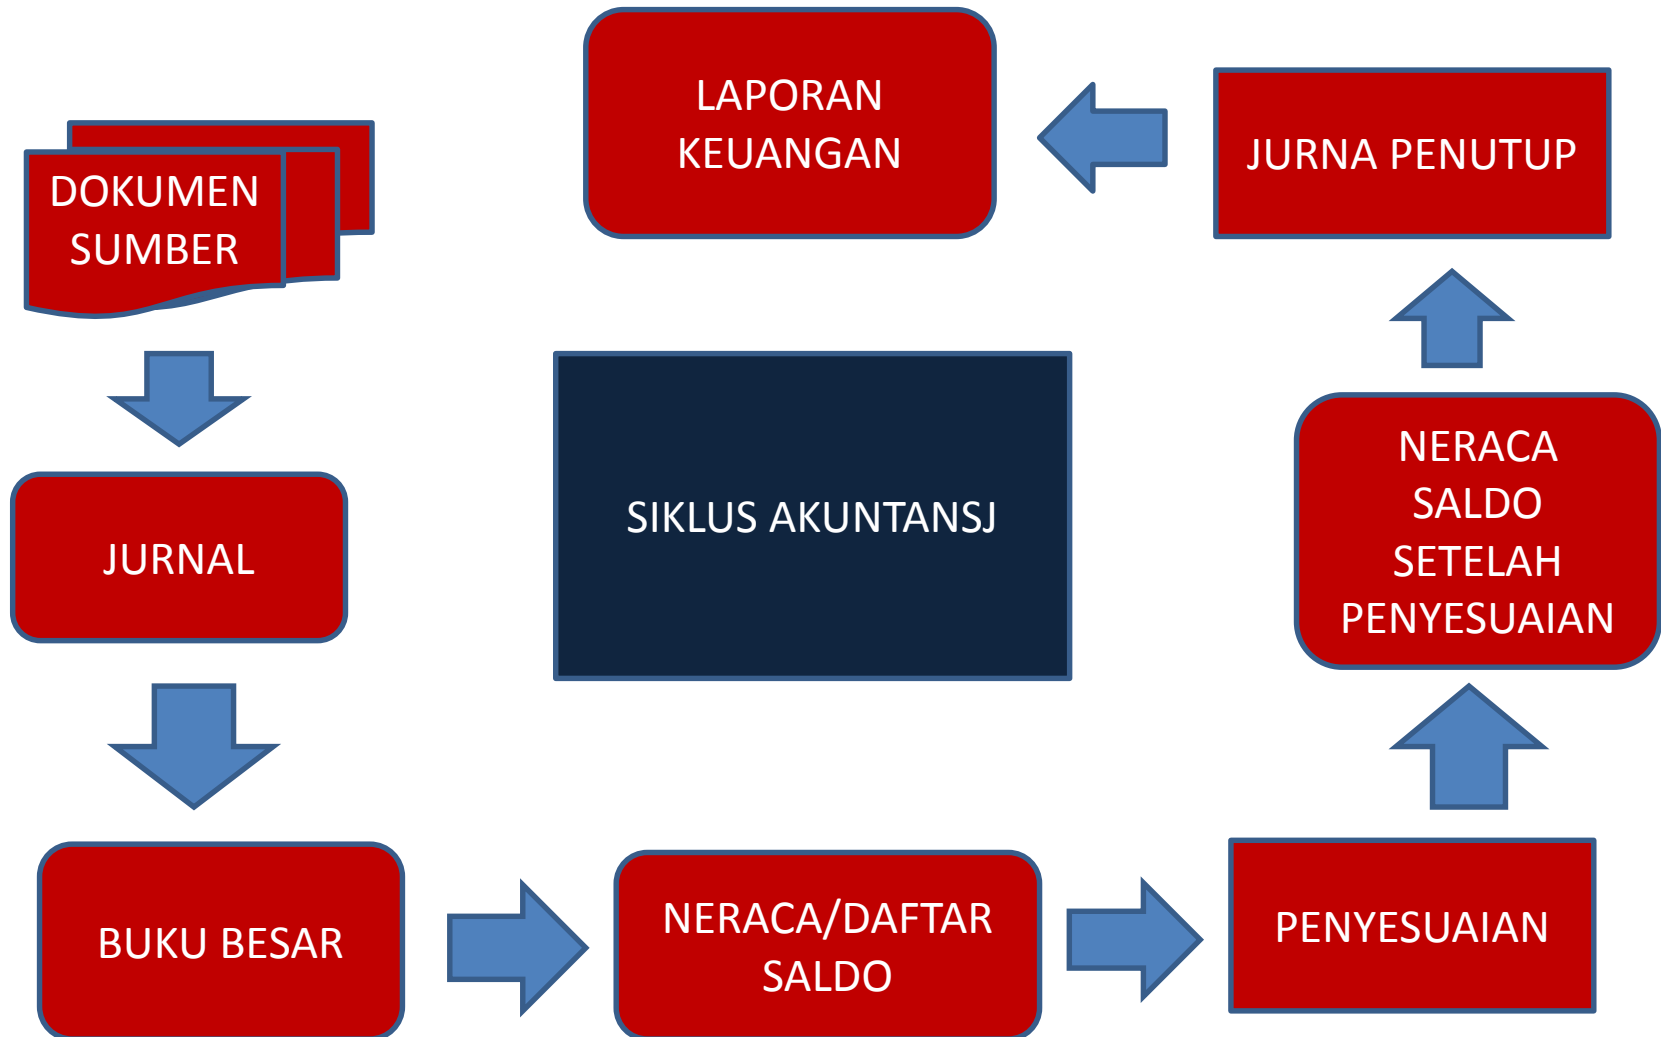 LAPORAN
KEUANGAN
JURNA PENUTUP
DOKUMEN
SUMBER
SIKLUS AKUNTANSJ
NERACA
SALDO
SETELAH
PENYESUAIAN
JURNAL
BUKU BESAR
NERACA/DAFTAR
SALDO
PENYESUAIAN